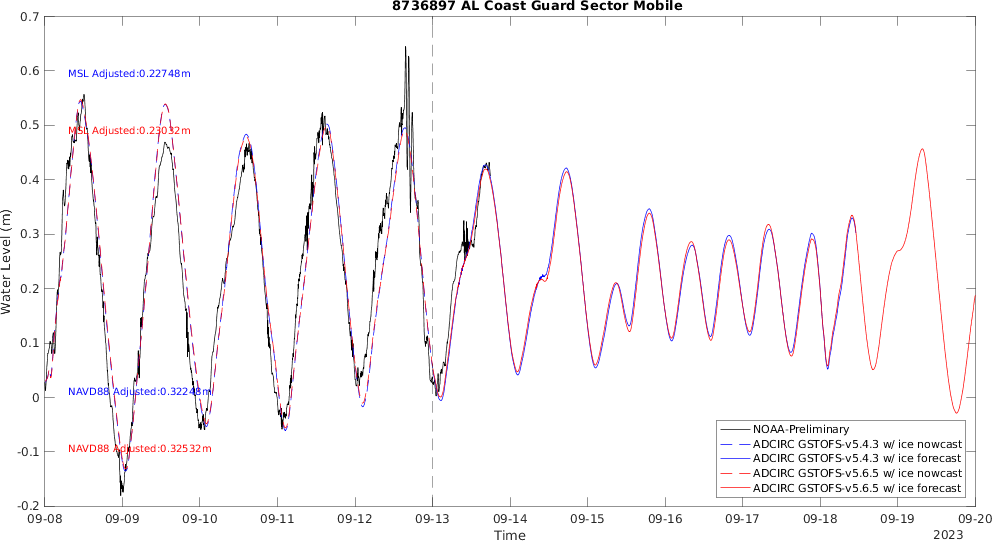 8736897 AL Coast Guard Sector Mobile
0.7
0.6
0.5
0.4
0.3
0.2
0.1
0
-0.1
-0.2
Water Level (m)
MSL Adjusted:0.22748m
MSL Adjusted:0.23032m
NAVD88 Adjusted:0.32248m
NAVD88 Adjusted:0.32532m
NOAA-Preliminary
ADCIRC GSTOFS-v5.4.3 w/ ice nowcast
ADCIRC GSTOFS-v5.4.3 w/ ice forecast
ADCIRC GSTOFS-v5.6.5 w/ ice nowcast
ADCIRC GSTOFS-v5.6.5 w/ ice forecast
09-08 09-09 09-10 09-11 09-12 09-13 09-14 09-15 09-16 09-17 09-18 09-19 09-20
Time
2023